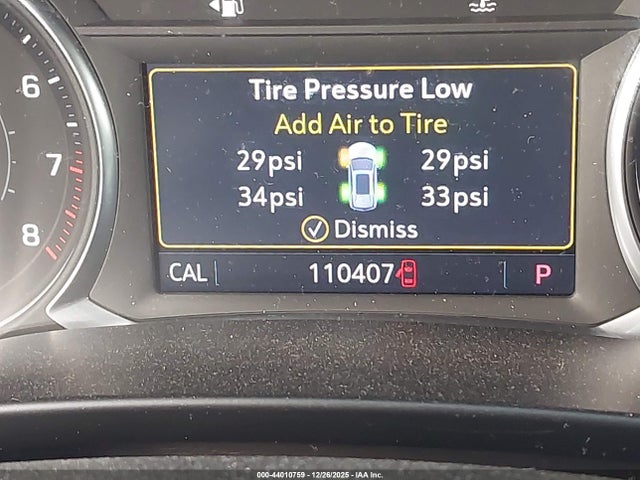 6
7
8
Tire Pressure Low
Add Air to Tire
29psi 29psi
34psi 33psi
Dismiss
CAL 110407 P
000-44010759 - 12/26/2025 - IAA Inc.